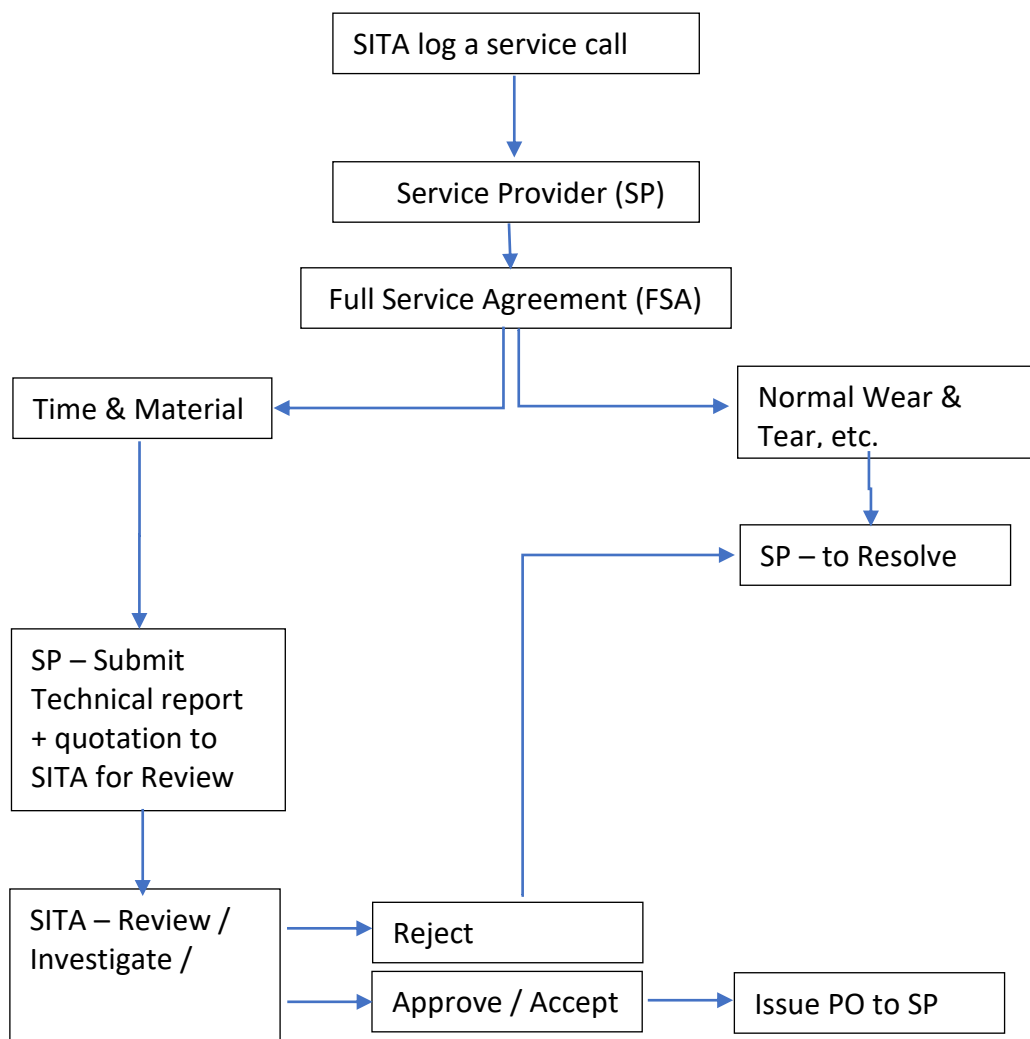 SITA log a service call
Service Provider (SP)
Full Service Agreement (FSA)
Time & Material
Normal Wear &
Tear, etc.
SP – to Resolve
SP – Submit
Technical report
+ quotation to
SITA for Review
SITA – Review /
Investigate /
Reject
Approve / Accept
Issue PO to SP